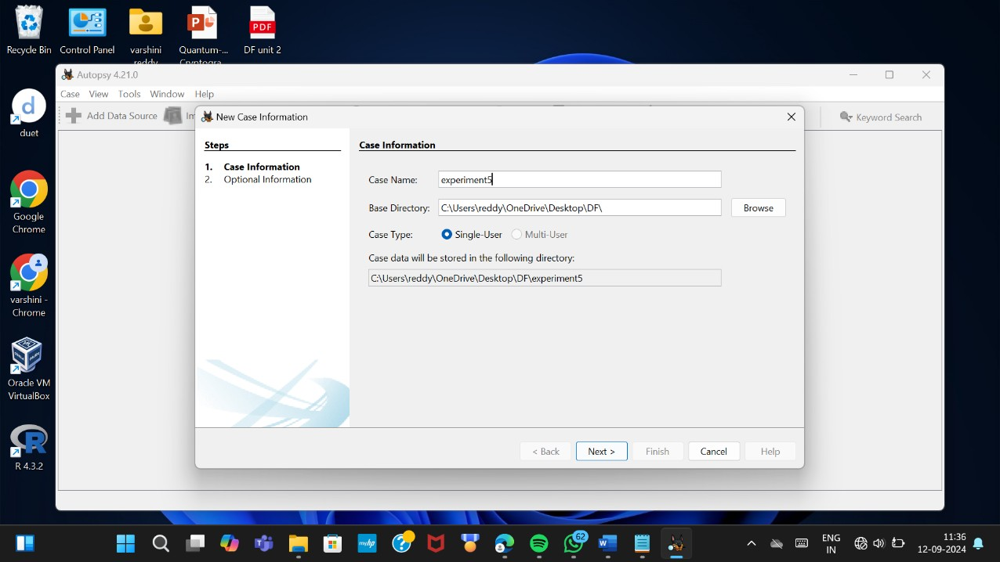 Recycle Bin
Control Panel
varshini
reddy
Quantum-...
Cryptogra...
PDF
DF unit 2
Autopsy 4.21.0
Case View Tools Window Help
Add Data Source
Im
Keyword Search
New Case Information
Steps
1. Case Information
2. Optional Information
Case Information
Case Name: experiment5
Base Directory: C:\Users\reddy\OneDrive\Desktop\DF\ Browse
Case Type: Single-User Multi-User
Case data will be stored in the following directory:
C:\Users\reddy\OneDrive\Desktop\DF\experiment5
< Back Next > Finish Cancel Help
d
duet
Google
Chrome
varshini -
Chrome
Oracle VM
VirtualBox
R
R 4.3.2
P
myhp
62
W
ENG
IN
11:36
12-09-2024